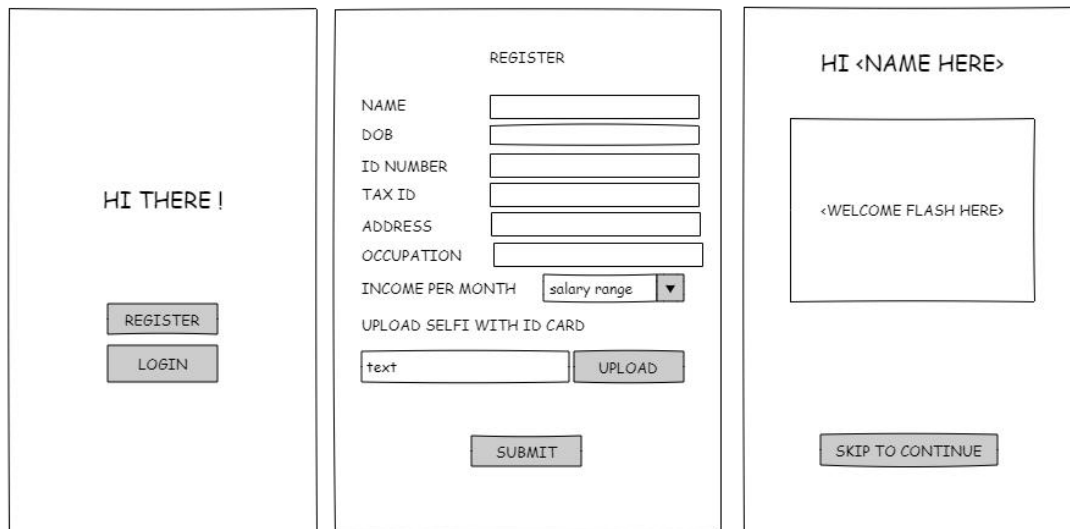 HI THERE !
REGISTER
LOGIN
REGISTER
NAME
DOB
ID NUMBER
TAX ID
ADDRESS
OCCUPATION
INCOME PER MONTH salary range
UPLOAD SELFI WITH ID CARD
text UPLOAD
SUBMIT
HI <NAME HERE>
<WELCOME FLASH HERE>
SKIP TO CONTINUE